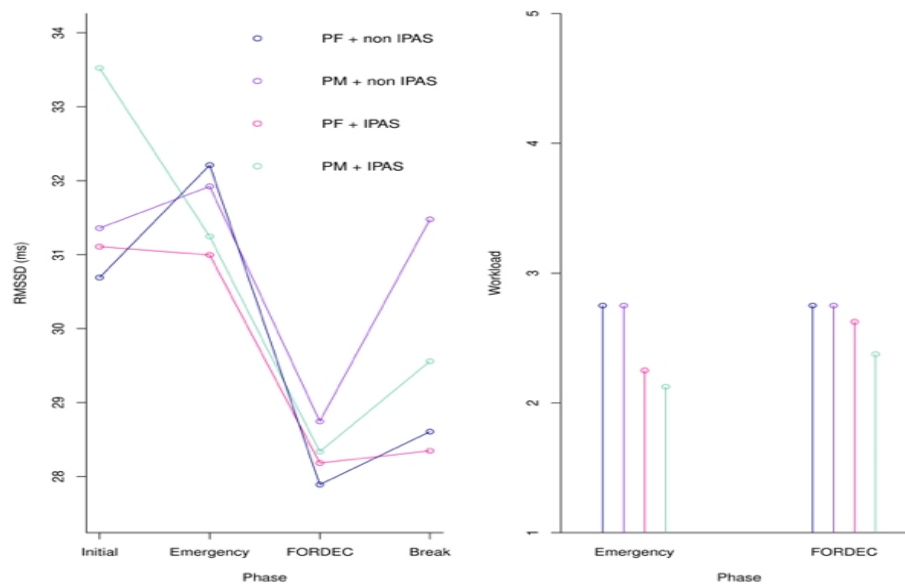 34
33
32
31
30
29
28
RMSSD (ms)
PF + non IPAS
PM + non IPAS
PF + IPAS
PM + IPAS
Initial
Emergency
FORDEC
Break
Phase
5
4
3
2
1
Workload
Emergency
FORDEC
Phase